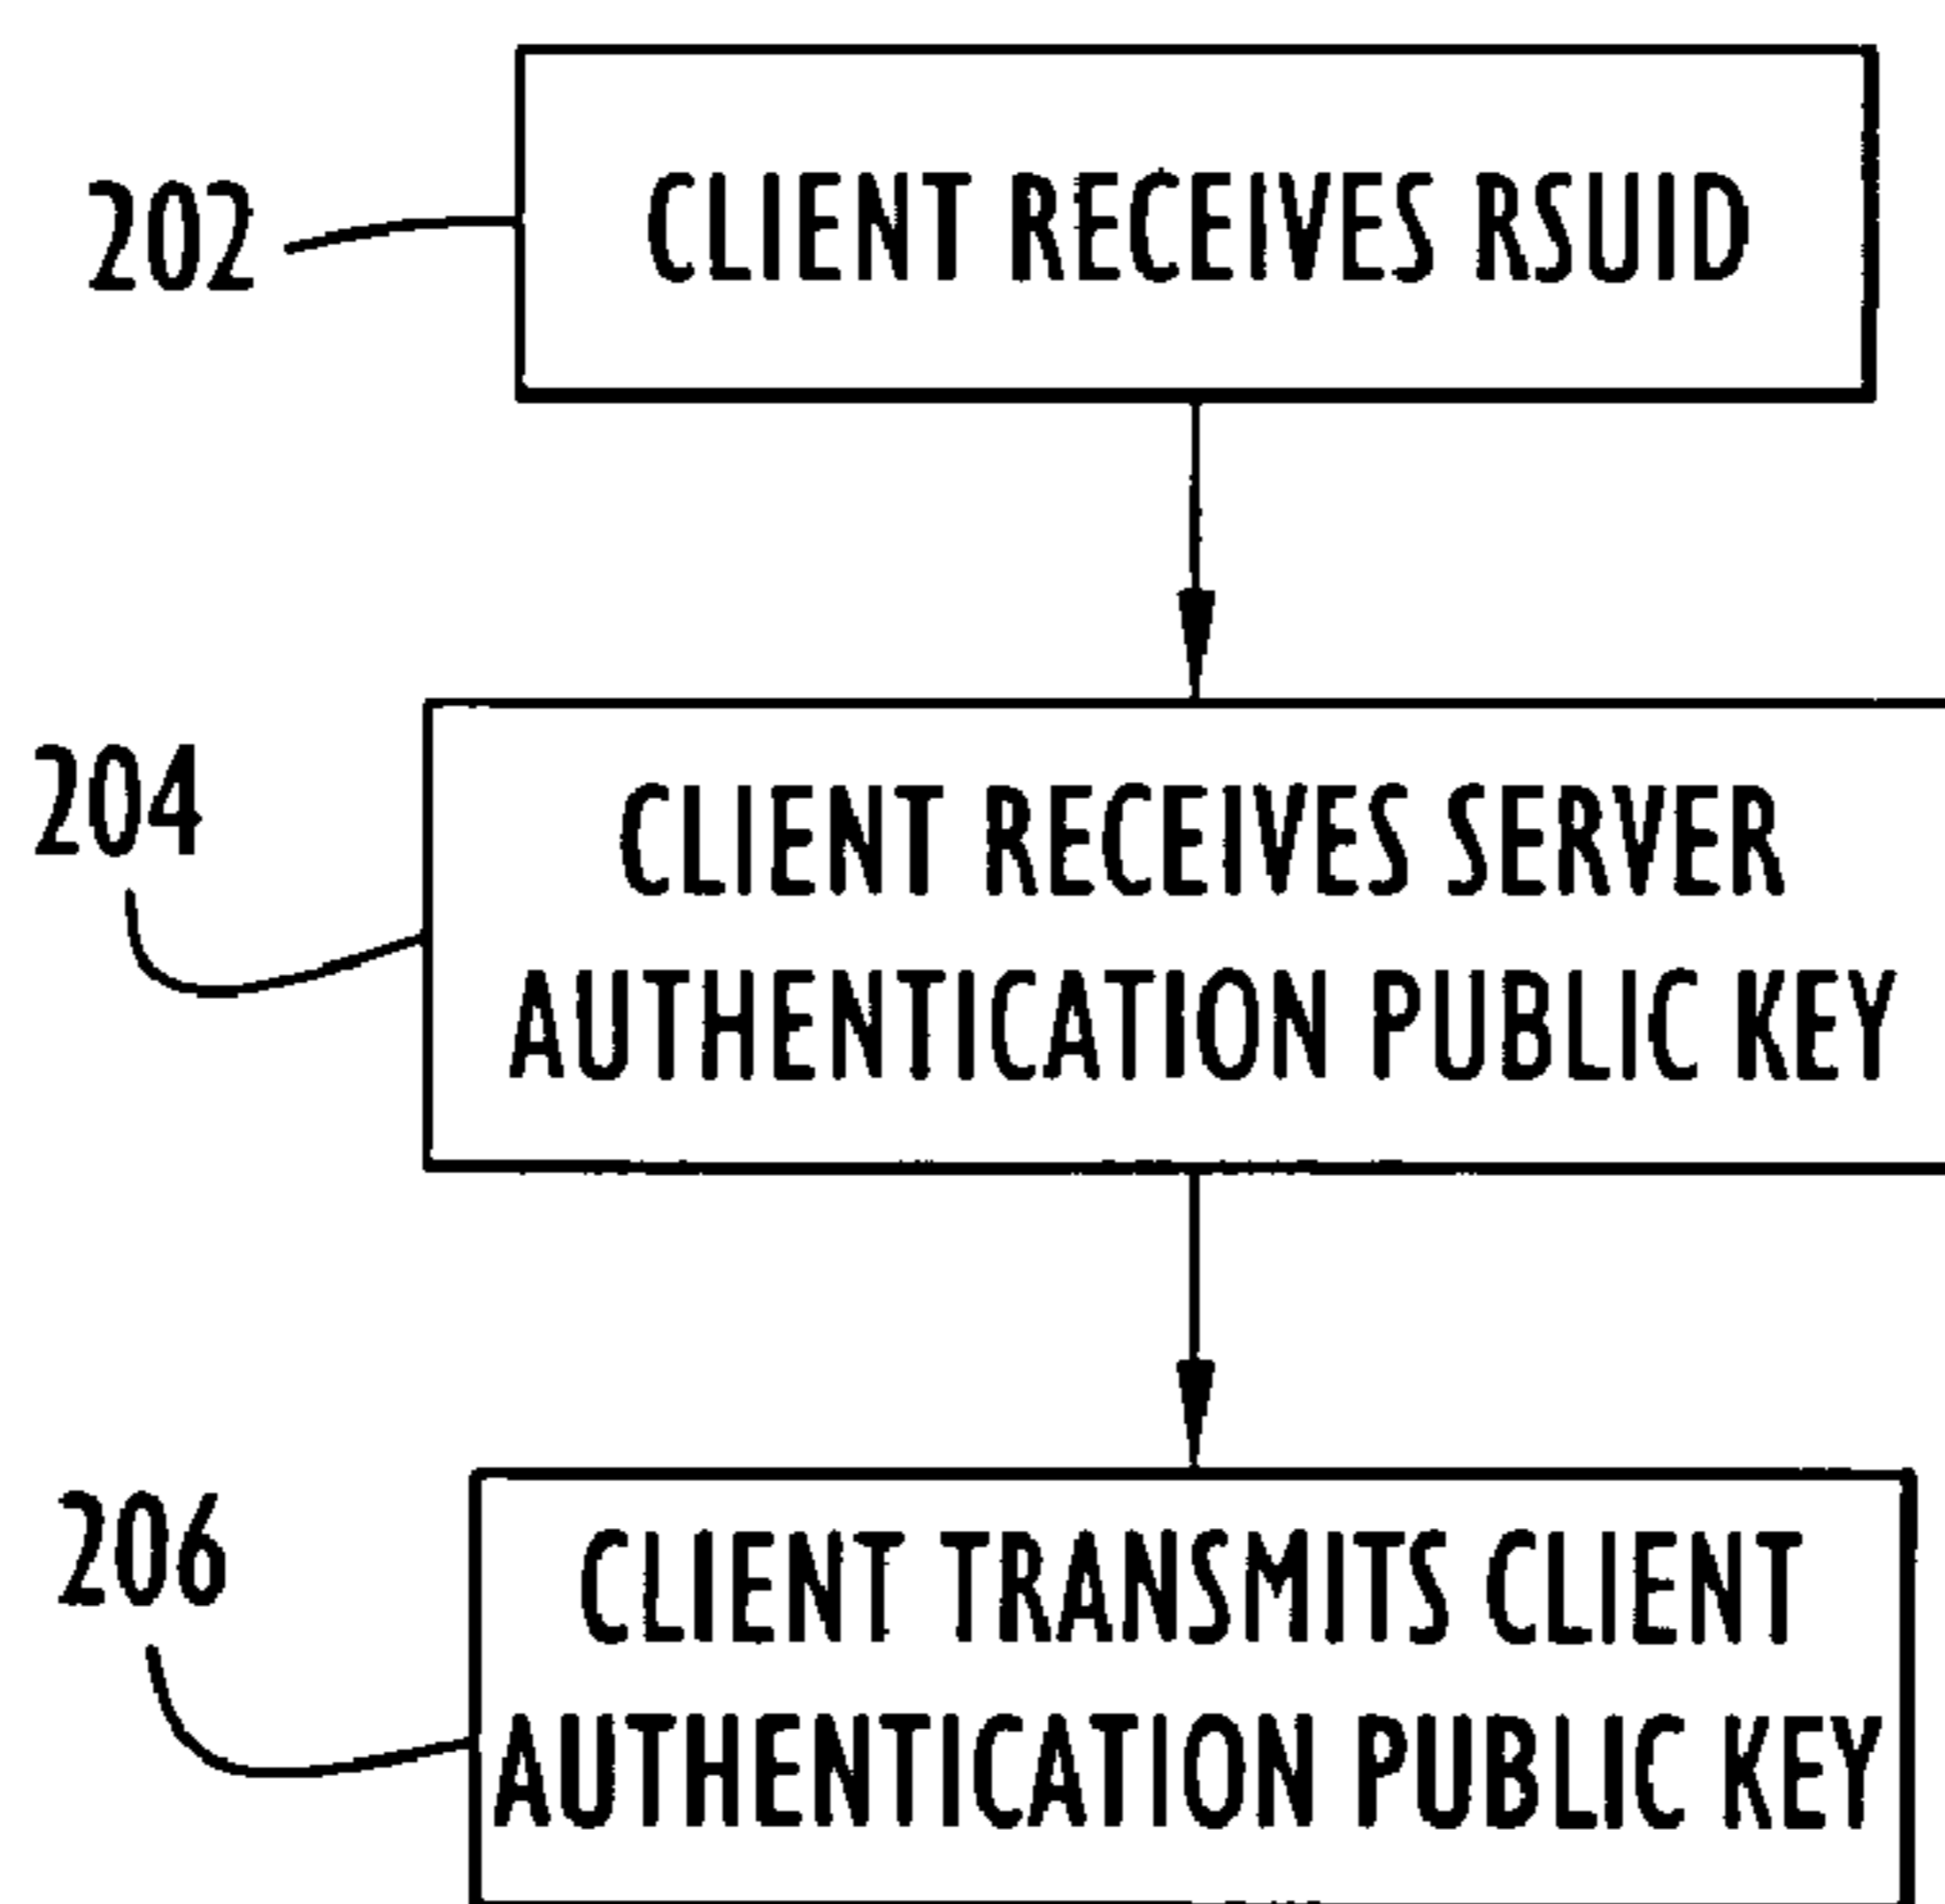 202
CLIENT RECEIVES RSUID
204
CLIENT RECEIVES SERVER
AUTHENTICATION PUBLIC KEY
206
CLIENT TRANSMITS CLIENT
AUTHENTICATION PUBLIC KEY